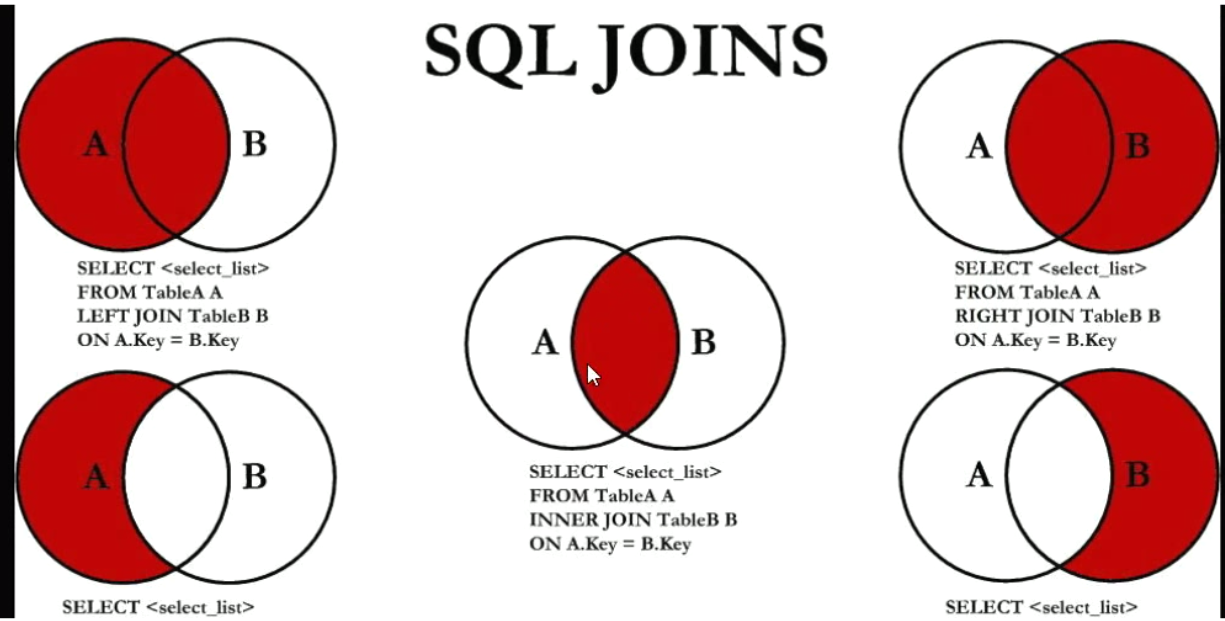 SQL JOINS
A B
SELECT <select_list>
FROM TableA A
LEFT JOIN TableB B
ON A.Key = B.Key
A B
SELECT <select_list>
FROM TableA A
RIGHT JOIN TableB B
ON A.Key = B.Key
A B
SELECT <select_list>
FROM TableA A
INNER JOIN TableB B
ON A.Key = B.Key
A B
SELECT <select_list>
A B
SELECT <select_list>